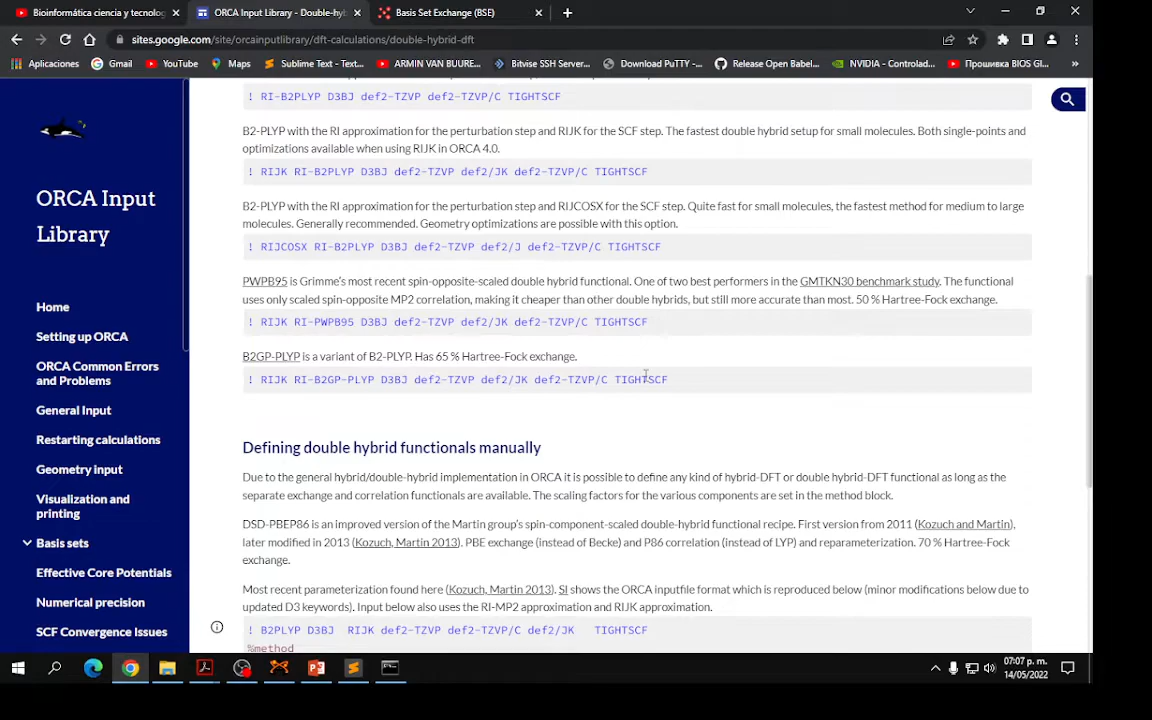 Bioinformática ciencia y tecnolog
ORCA Input Library - Double-hy
Basis Set Exchange (BSE)
sites.google.com/site/orcainputlibrary/dft-calculations/double-hybrid-dft
Aplicaciones
Gmail
YouTube
Maps
Sublime Text - Text...
ARMIN VAN BUURE...
Bitvise SSH Server...
Download PuTTY -...
Release Open Babel...
NVIDIA - Controlad...
Прошивка BIOS GI...
ORCA Input
Library
Home
Setting up ORCA
ORCA Common Errors
and Problems
General Input
Restarting calculations
Geometry input
Visualization and
printing
Basis sets
Effective Core Potentials
Numerical precision
SCF Convergence Issues
! RI-B2PLYP D3BJ def2-TZVP def2-TZVP/C TIGHTSCF
B2-PLYP with the RI approximation for the perturbation step and RIJK for the SCF step. The fastest double hybrid setup for small molecules. Both single-points and
optimizations available when using RIJK in ORCA 4.0.
! RIJK RI-B2PLYP D3BJ def2-TZVP def2/JK def2-TZVP/C TIGHTSCF
B2-PLYP with the RI approximation for the perturbation step and RIJCOSX for the SCF step. Quite fast for small molecules, the fastest method for medium to large
molecules. Generally recommended. Geometry optimizations are possible with this option.
! RIJCOSX RI-B2PLYP D3BJ def2-TZVP def2/J def2-TZVP/C TIGHTSCF
PWPB95 is Grimme's most recent spin-opposite-scaled double hybrid functional. One of two best performers in the GMTKN30 benchmark study. The functional
uses only scaled spin-opposite MP2 correlation, making it cheaper than other double hybrids, but still more accurate than most. 50 % Hartree-Fock exchange.
! RIJK RI-PWPB95 D3BJ def2-TZVP def2/JK def2-TZVP/C TIGHTSCF
B2GP-PLYP is a variant of B2-PLYP. Has 65 % Hartree-Fock exchange.
! RIJK RI-B2GP-PLYP D3BJ def2-TZVP def2/JK def2-TZVP/C TIGHTSCF
Defining double hybrid functionals manually
Due to the general hybrid/double-hybrid implementation in ORCA it is possible to define any kind of hybrid-DFT or double hybrid-DFT functional as long as the
separate exchange and correlation functionals are available. The scaling factors for the various components are set in the method block.
DSD-PBEP86 is an improved version of the Martin group's spin-component-scaled double-hybrid functional recipe. First version from 2011 (Kozuch and Martin),
later modified in 2013 (Kozuch, Martin 2013). PBE exchange (instead of Becke) and P86 correlation (instead of LYP) and reparameterization. 70 % Hartree-Fock
exchange.
Most recent parameterization found here (Kozuch, Martin 2013). SI shows the ORCA inputfile format which is reproduced below (minor modifications below due to
updated D3 keywords). Input below also uses the RI-MP2 approximation and RIJK approximation.
! B2PLYP D3BJ RIJK def2-TZVP def2-TZVP/C def2/JK TIGHTSCF
%method
07:07 p. m.
14/05/2022